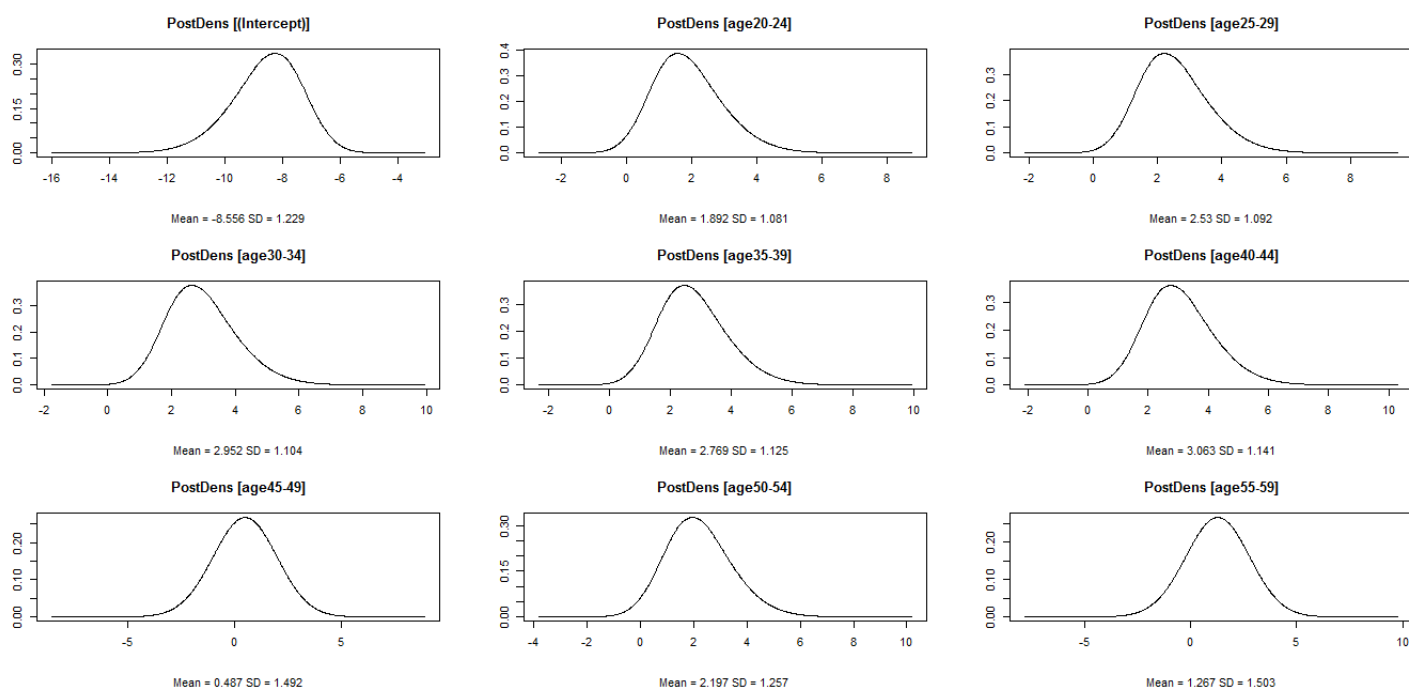 PostDens [(Intercept)]
0.00 0.15 0.30
-16 -14 -12 -10 -8 -6 -4
Mean = -8.556 SD = 1.229
PostDens [age20-24]
0.0 0.1 0.2 0.3 0.4
-2 0 2 4 6 8
Mean = 1.892 SD = 1.081
PostDens [age25-29]
0.0 0.1 0.2 0.3
-2 0 2 4 6 8
Mean = 2.53 SD = 1.092
PostDens [age30-34]
0.0 0.1 0.2 0.3
-2 0 2 4 6 8 10
Mean = 2.952 SD = 1.104
PostDens [age35-39]
0.0 0.1 0.2 0.3
-2 0 2 4 6 8 10
Mean = 2.769 SD = 1.125
PostDens [age40-44]
0.0 0.1 0.2 0.3
-2 0 2 4 6 8 10
Mean = 3.063 SD = 1.141
PostDens [age45-49]
0.00 0.10 0.20
-5 0 5
Mean = 0.487 SD = 1.492
PostDens [age50-54]
0.00 0.15 0.30
-4 -2 0 2 4 6 8 10
Mean = 2.197 SD = 1.257
PostDens [age55-59]
0.00 0.10 0.20
-5 0 5 10
Mean = 1.267 SD = 1.503